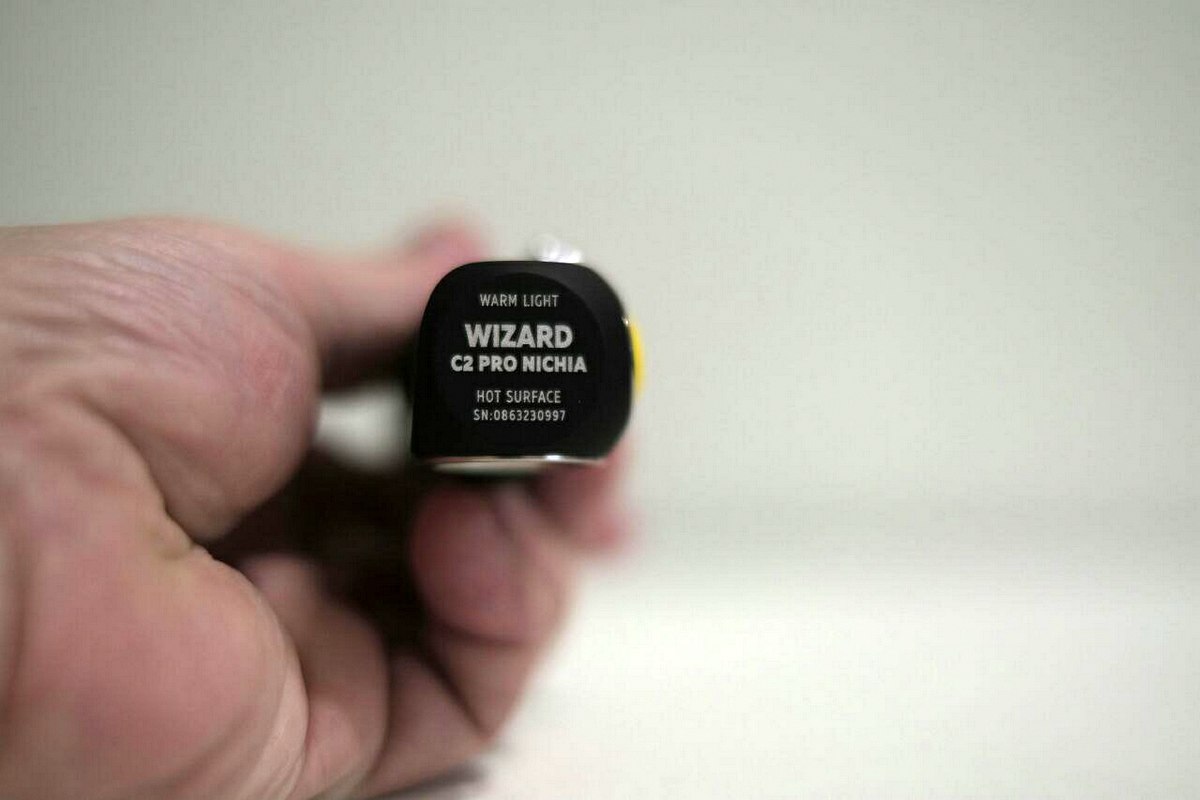 WARM LIGHT
WIZARD
C2 PRO NICHIA
HOT SURFACE
SN:0863230997